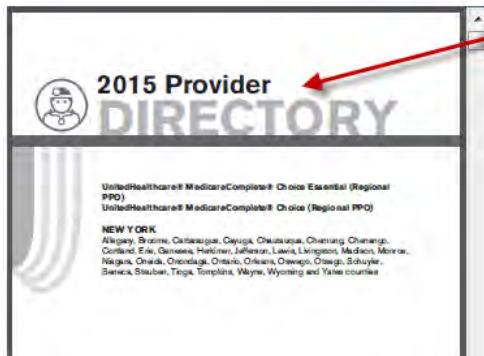 2015 Provider
DIRECTORY
UnitedHealthcare® MedicareComplete® Choice Essential (Regional
PPO)
UnitedHealthcare® MedicareComplete® Choice (Regional PPO)
NEW YORK
Allegany, Broome, Cattaraugus, Cayuga, Chautauqua, Chemung, Chenango,
Cortland, Erie, Genesee, Herkimer, Jefferson, Lewis, Livingston, Madison, Monroe,
Niagara, Oneida, Onondaga, Ontario, Orleans, Oswego, Otsego, Schuyler,
Seneca, Steuben, Tioga, Tompkins, Wayne, Wyoming and Yates counties